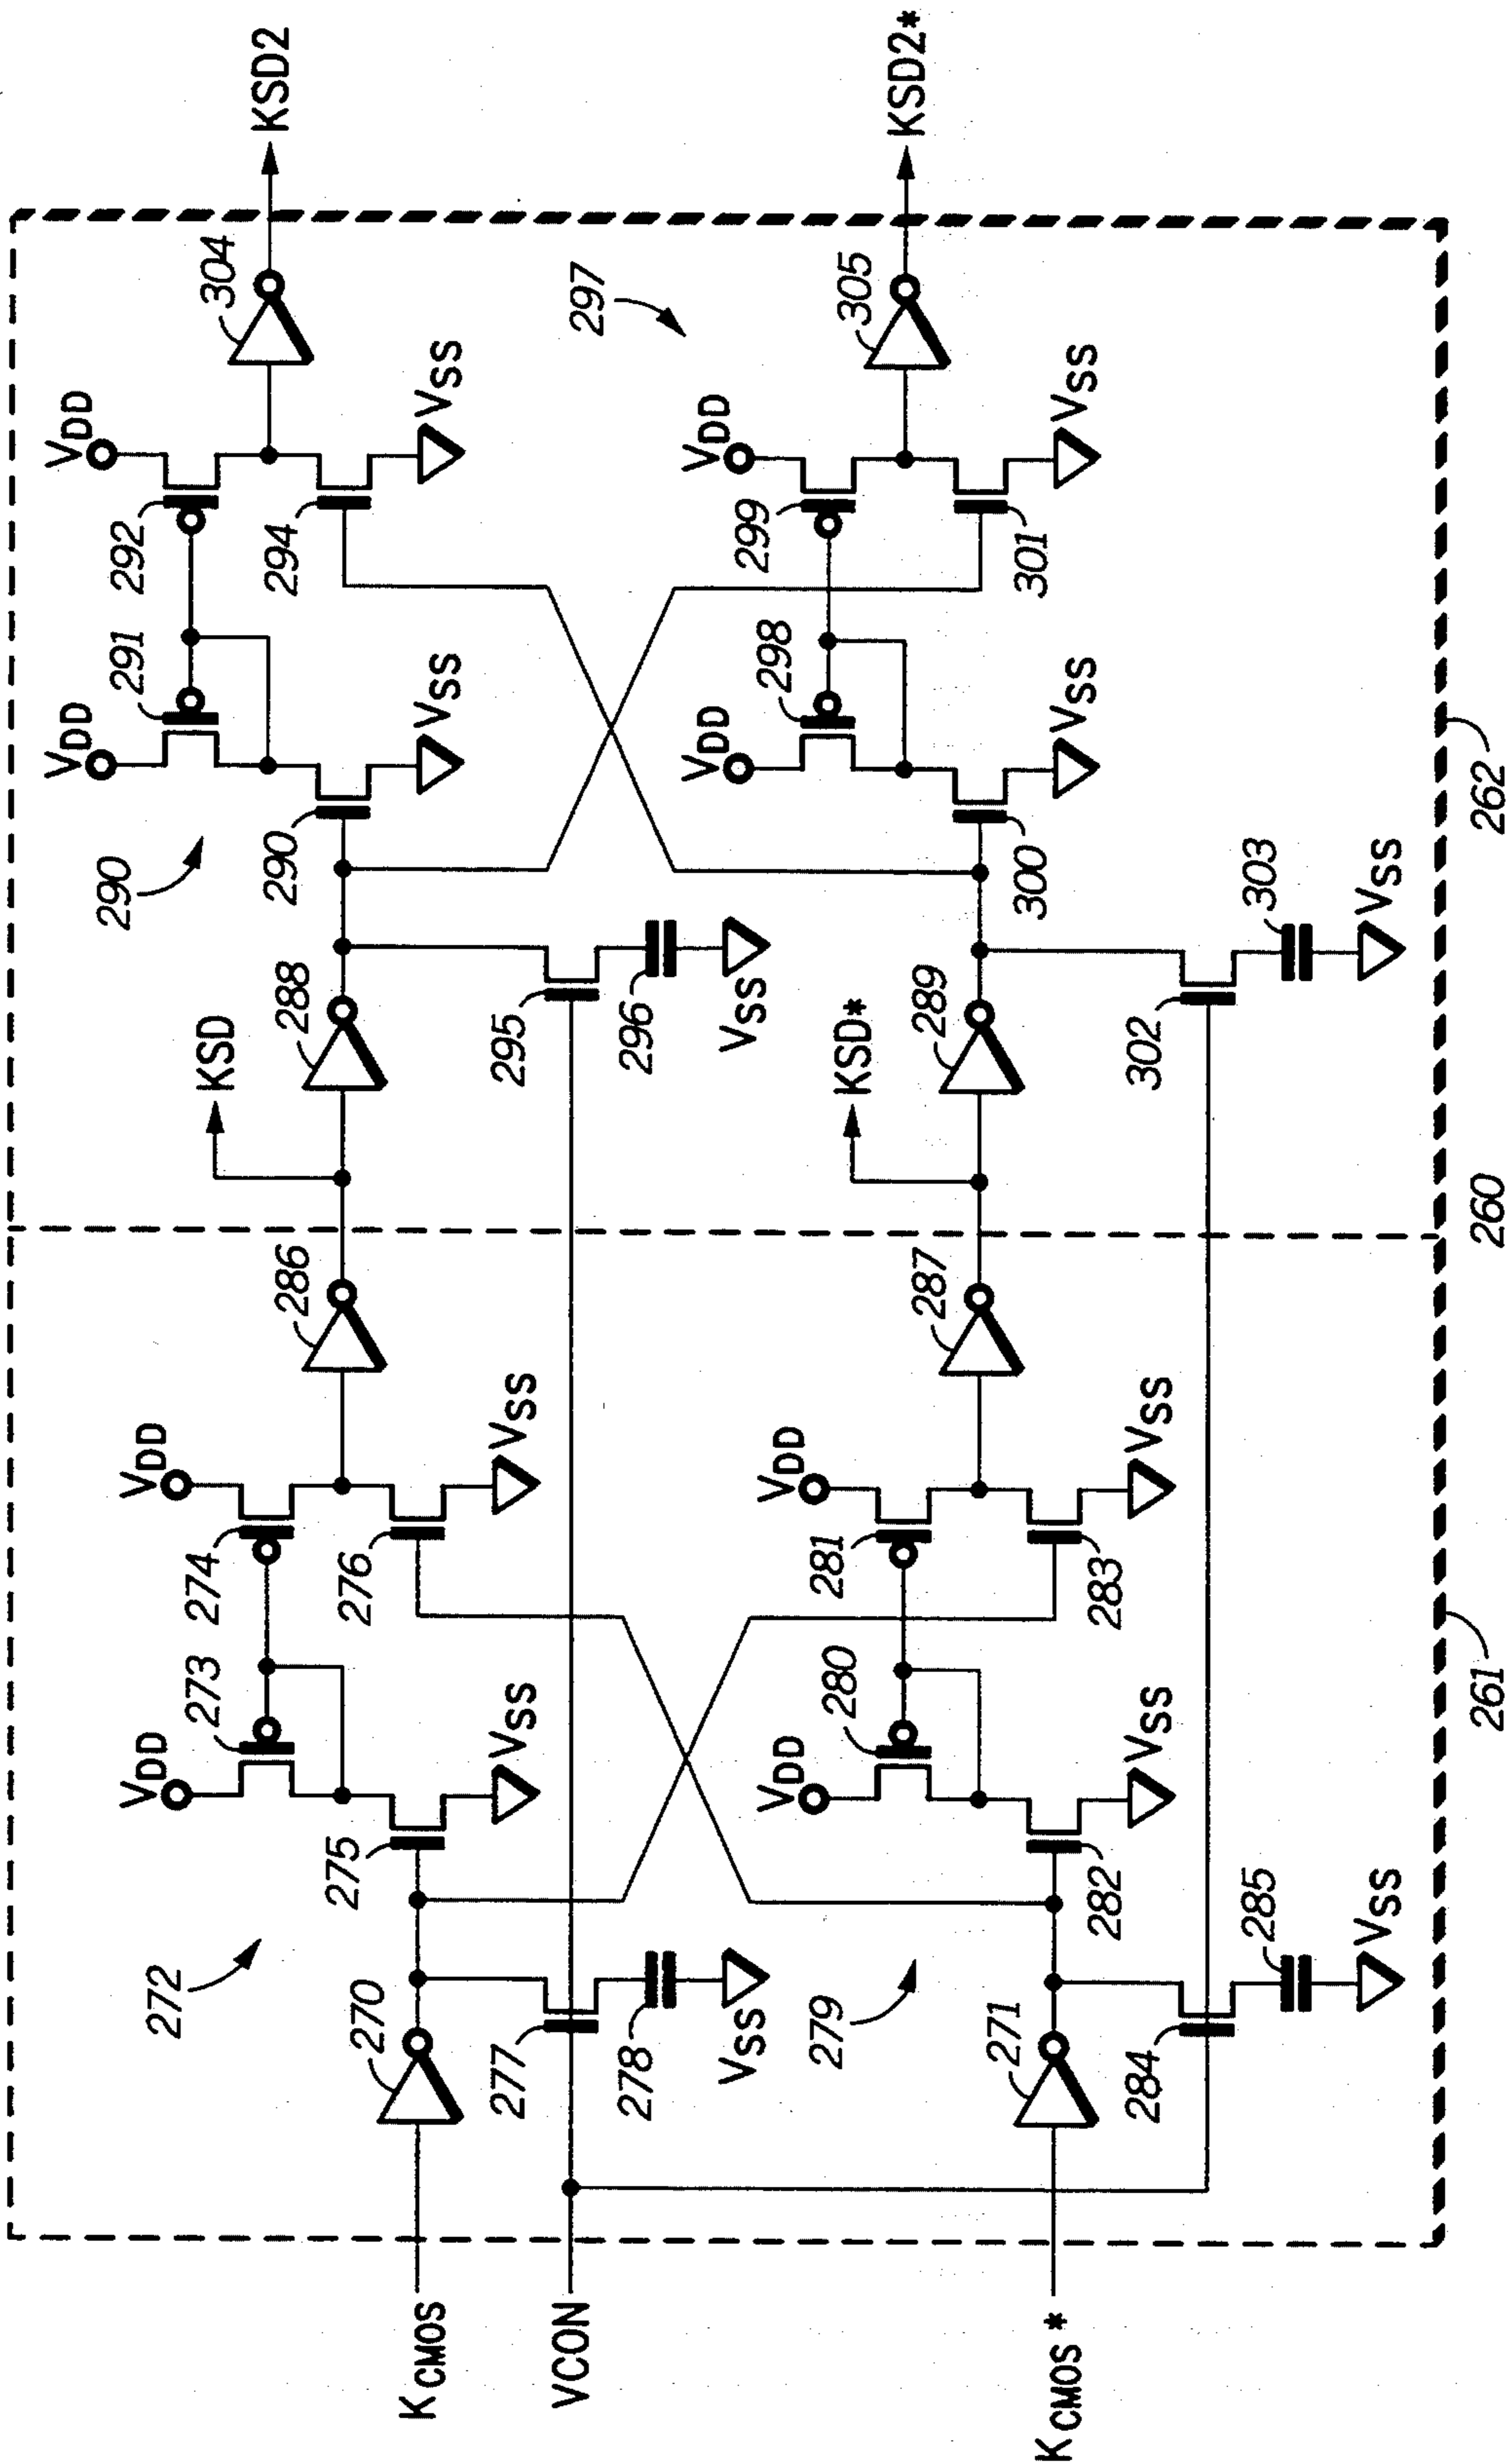 KSD2
KSD2*
304
297
305
VDD
VSS
VDD
VSS
292
294
299
301
291
298
VDD
VSS
VDD
VSS
290
290
300
303
VSS
262
296
VSS
295
302
288
289
KSD
KSD*
260
286
287
VDD
VSS
VDD
VSS
274
276
281
283
273
280
VDD
VSS
VDD
VSS
261
275
282
285
VSS
272
270
277
278
VSS
279
271
284
KCMOS
VCON
KCMOS*